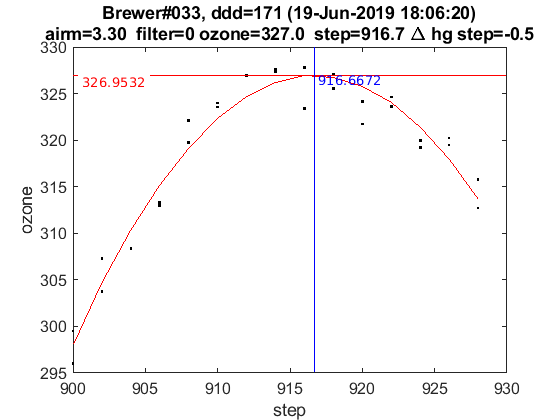 Brewer#033, ddd=171 (19-Jun-2019 18:06:20)
airm=3.30 filter=0 ozone=327.0 step=916.7 Δ hg step=-0.5
330
326.9532
916.6672
325
320
315
310
305
300
295
ozone
900 905 910 915 920 925 930
step